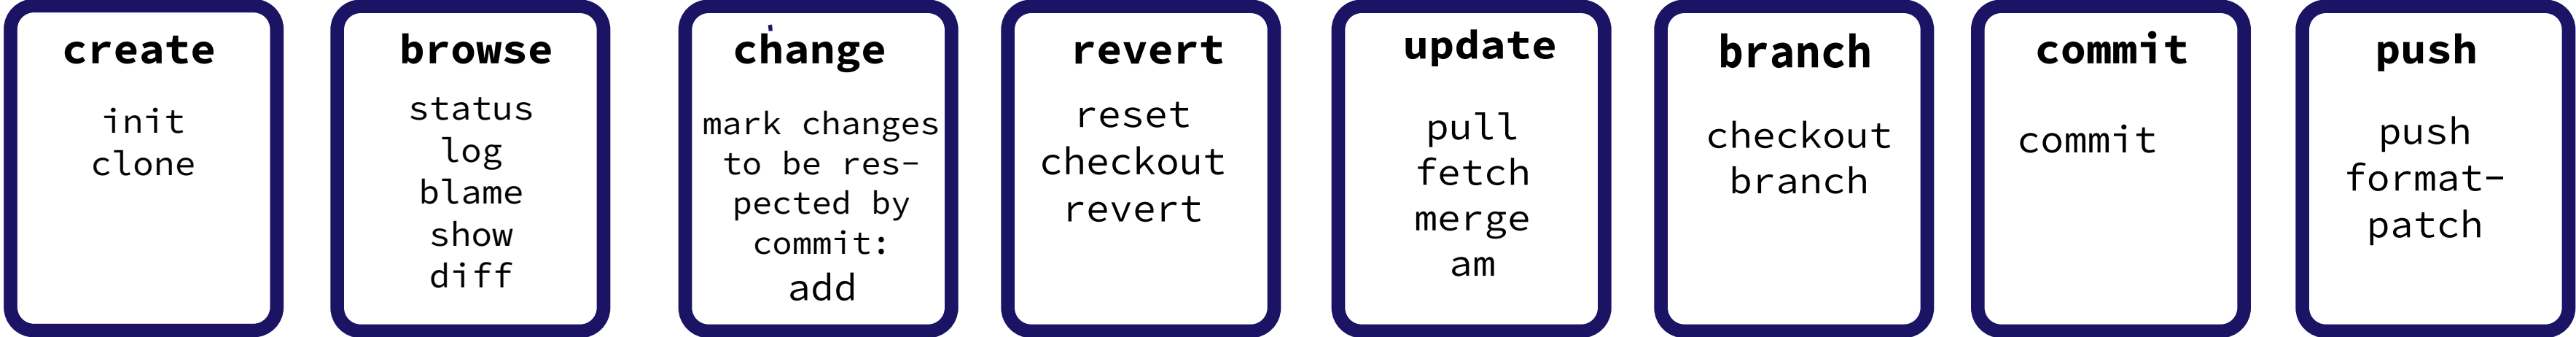 create
init
clone
browse
status
log
blame
show
diff
change
mark changes
to be res-
pected by
commit:
add
revert
reset
checkout
revert
update
pull
fetch
merge
am
branch
checkout
branch
commit
commit
push
push
format-
patch